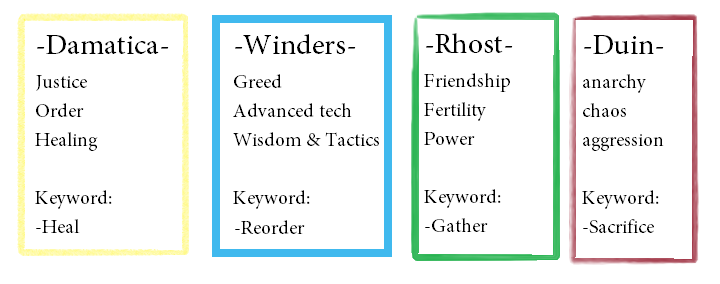 -Damatica-
Justice
Order
Healing
Keyword:
-Heal
-Winders-
Greed
Advanced tech
Wisdom & Tactics
Keyword:
-Reorder
-Rhost-
Friendship
Fertility
Power
Keyword:
-Gather
-Duin-
anarchy
chaos
aggression
Keyword:
-Sacrifice